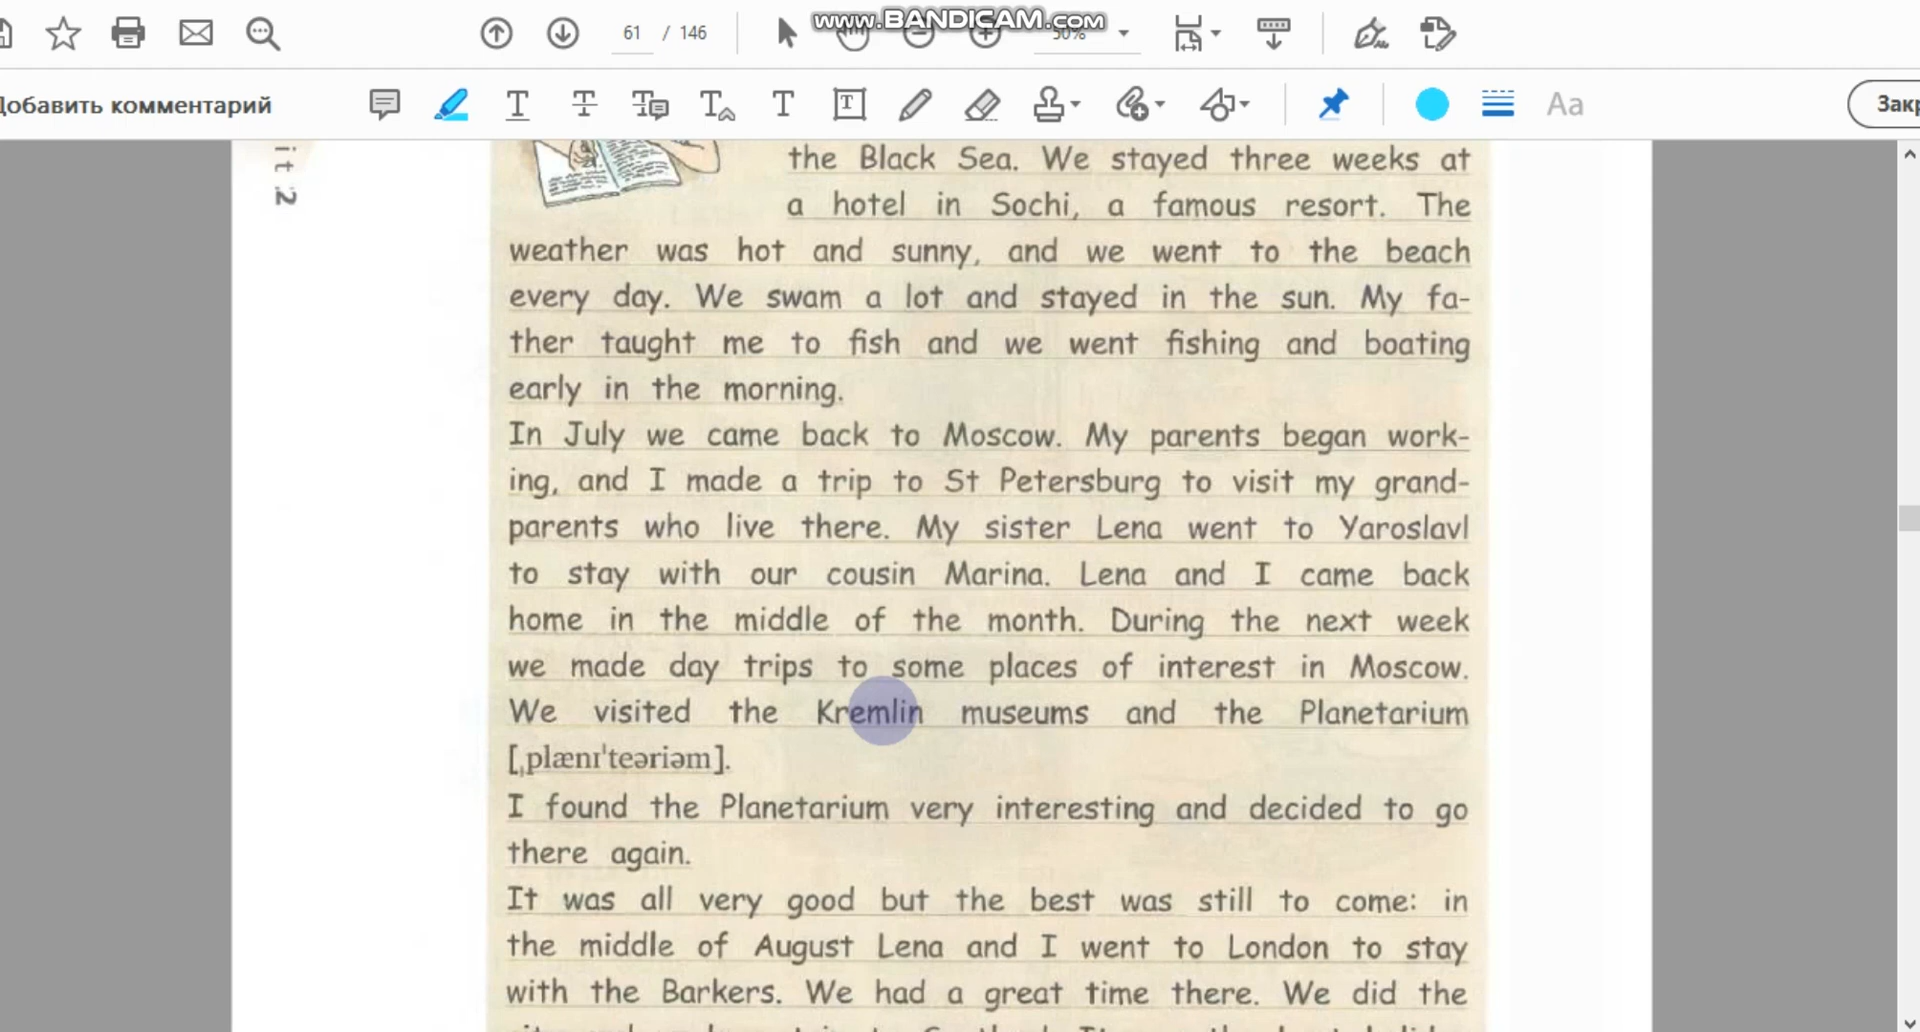 www.BANDICAM.com
61 / 146
50%
Добавить комментарий
Aa
it 2
the Black Sea. We stayed three weeks at
a hotel in Sochi, a famous resort. The
weather was hot and sunny, and we went to the beach
every day. We swam a lot and stayed in the sun. My fa-
ther taught me to fish and we went fishing and boating
early in the morning.
In July we came back to Moscow. My parents began work-
ing, and I made a trip to St Petersburg to visit my grand-
parents who live there. My sister Lena went to Yaroslavl
to stay with our cousin Marina. Lena and I came back
home in the middle of the month. During the next week
we made day trips to some places of interest in Moscow.
We visited the Kremlin museums and the Planetarium
[ˌplænɪˈteəriəm].
I found the Planetarium very interesting and decided to go
there again.
It was all very good but the best was still to come: in
the middle of August Lena and I went to London to stay
with the Barkers. We had a great time there. We did the